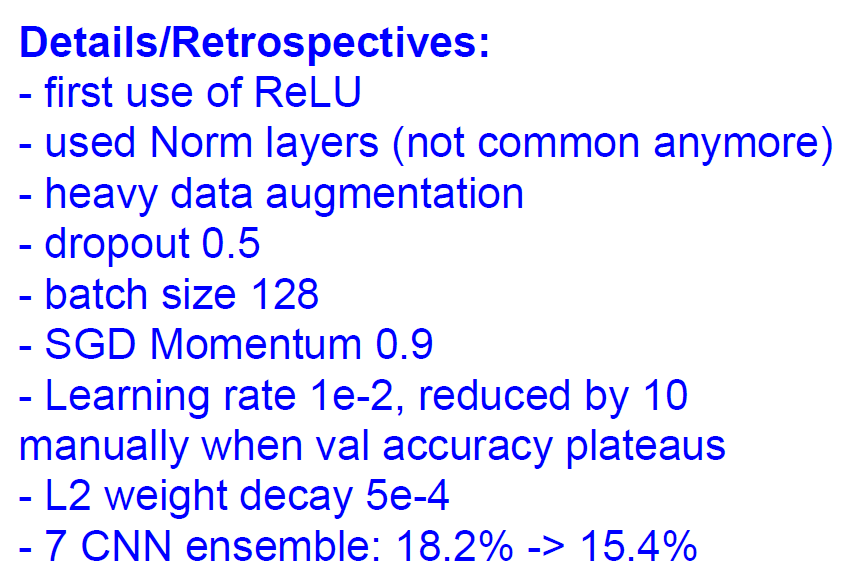 Details/Retrospectives:
- first use of ReLU
- used Norm layers (not common anymore)
- heavy data augmentation
- dropout 0.5
- batch size 128
- SGD Momentum 0.9
- Learning rate 1e-2, reduced by 10
manually when val accuracy plateaus
- L2 weight decay 5e-4
- 7 CNN ensemble: 18.2% -> 15.4%